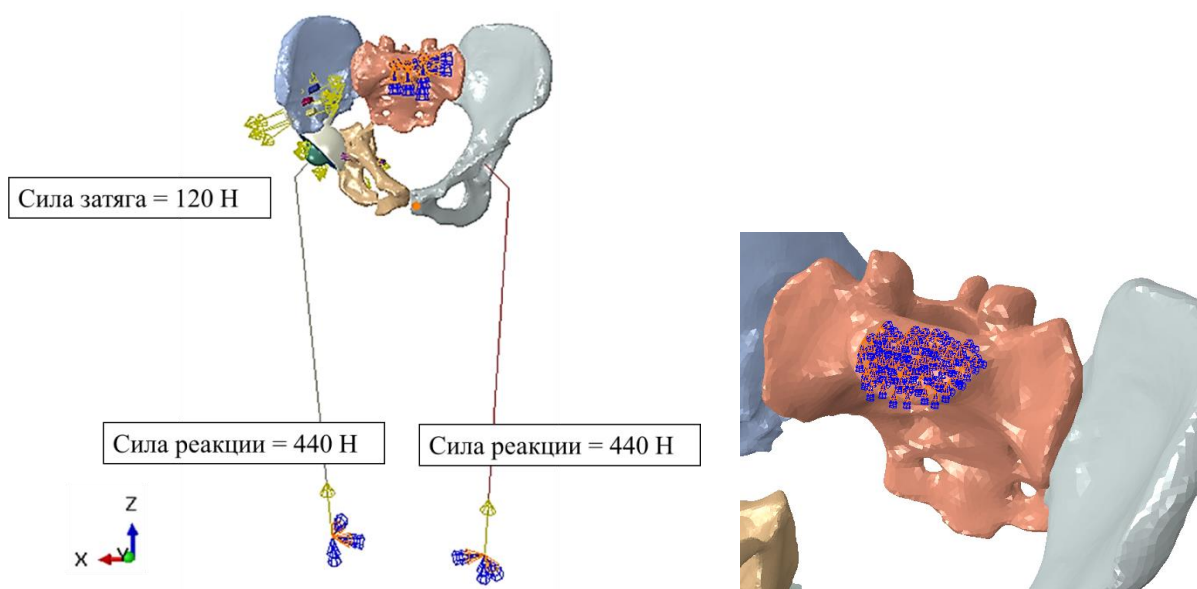 Сила затяга = 120 Н
Сила реакции = 440 Н
Сила реакции = 440 Н
Z
X
Y